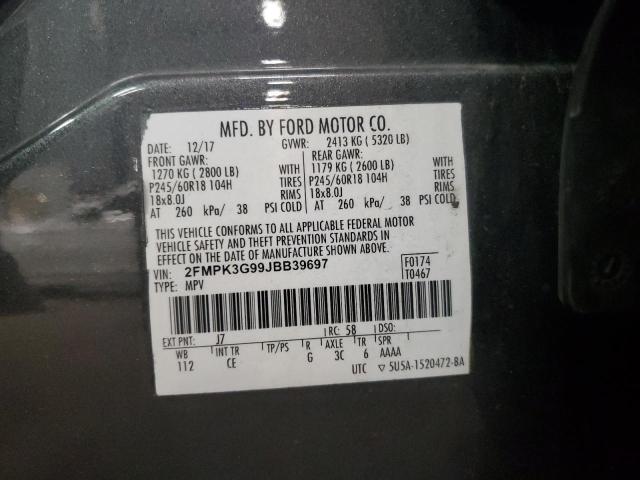 MFD. BY FORD MOTOR CO.
DATE: 12/17 GVWR: 2413 KG ( 5320 LB)
FRONT GAWR: REAR GAWR:
1270 KG ( 2800 LB) WITH 1179 KG ( 2600 LB) WITH
P245/60R18 104H TIRES P245/60R18 104H TIRES
18x8.0J RIMS 18x8.0J RIMS
AT 260 kPa/ 38 PSI COLD AT 260 kPa/ 38 PSI COLD
THIS VEHICLE CONFORMS TO ALL APPLICABLE FEDERAL MOTOR
VEHICLE SAFETY AND THEFT PREVENTION STANDARDS IN
EFFECT ON THE DATE OF MANUFACTURE SHOWN ABOVE.
VIN: 2FMPK3G99JBB39697 F0174
TYPE: MPV T0467
EXT PNT: J7 RC: 58 DSO:
WB INT TR TP/PS R AXLE TR SPR
112 CE G 3C 6 AAAA
UTC ▽ 5U5A-1520472-BA